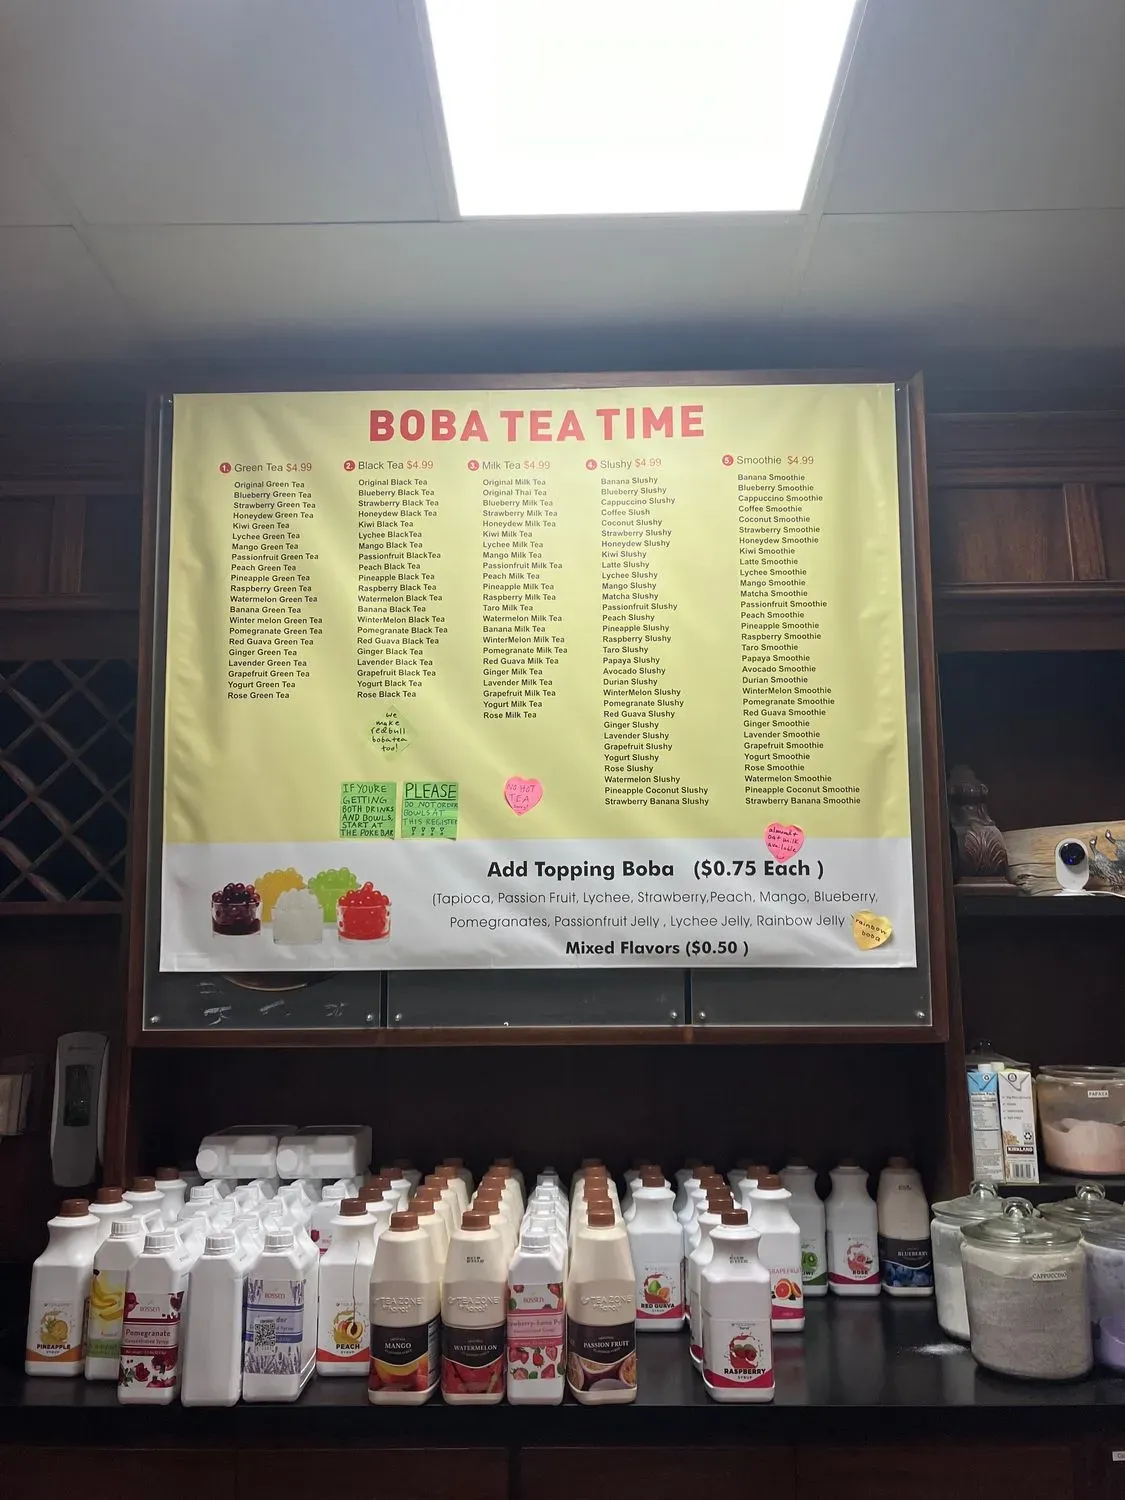 BOBA TEA TIME
1. Green Tea $4.99
Original Green Tea
Blueberry Green Tea
Strawberry Green Tea
Honeydew Green Tea
Kiwi Green Tea
Lychee Green Tea
Mango Green Tea
Passionfruit Green Tea
Peach Green Tea
Pineapple Green Tea
Raspberry Green Tea
Watermelon Green Tea
Banana Green Tea
Winter melon Green Tea
Pomegranate Green Tea
Red Guava Green Tea
Ginger Green Tea
Lavender Green Tea
Grapefruit Green Tea
Yogurt Green Tea
Rose Green Tea
2. Black Tea $4.99
Original Black Tea
Blueberry Black Tea
Strawberry Black Tea
Honeydew Black Tea
Kiwi Black Tea
Lychee BlackTea
Mango Black Tea
Passionfruit BlackTea
Peach Black Tea
Pineapple Black Tea
Raspberry Black Tea
Watermelon Black Tea
Banana Black Tea
WinterMelon Black Tea
Pomegranate Black Tea
Red Guava Black Tea
Ginger Black Tea
Lavender Black Tea
Grapefruit Black Tea
Yogurt Black Tea
Rose Black Tea
3. Milk Tea $4.99
Original Milk Tea
Original Thai Tea
Blueberry Milk Tea
Strawberry Milk Tea
Honeydew Milk Tea
Kiwi Milk Tea
Lychee Milk Tea
Mango Milk Tea
Passionfruit Milk Tea
Peach Milk Tea
Pineapple Milk Tea
Raspberry Milk Tea
Taro Milk Tea
Watermelon Milk Tea
Banana Milk Tea
WinterMelon Milk Tea
Pomegranate Milk Tea
Red Guava Milk Tea
Ginger Milk Tea
Lavender Milk Tea
Grapefruit Milk Tea
Yogurt Milk Tea
Rose Milk Tea
4. Slushy $4.99
Banana Slushy
Blueberry Slushy
Cappuccino Slushy
Coffee Slush
Coconut Slushy
Strawberry Slushy
Honeydew Slushy
Kiwi Slushy
Latte Slushy
Lychee Slushy
Mango Slushy
Matcha Slushy
Passionfruit Slushy
Peach Slushy
Pineapple Slushy
Raspberry Slushy
Taro Slushy
Papaya Slushy
Avocado Slushy
Durian Slushy
WinterMelon Slushy
Pomegranate Slushy
Red Guava Slushy
Ginger Slushy
Lavender Slushy
Grapefruit Slushy
Yogurt Slushy
Rose Slushy
Watermelon Slushy
Pineapple Coconut Slushy
Strawberry Banana Slushy
5. Smoothie $4.99
Banana Smoothie
Blueberry Smoothie
Cappuccino Smoothie
Coffee Smoothie
Coconut Smoothie
Strawberry Smoothie
Honeydew Smoothie
Kiwi Smoothie
Latte Smoothie
Lychee Smoothie
Mango Smoothie
Matcha Smoothie
Passionfruit Smoothie
Peach Smoothie
Pineapple Smoothie
Raspberry Smoothie
Taro Smoothie
Papaya Smoothie
Avocado Smoothie
Durian Smoothie
WinterMelon Smoothie
Pomegranate Smoothie
Red Guava Smoothie
Ginger Smoothie
Lavender Smoothie
Grapefruit Smoothie
Yogurt Smoothie
Rose Smoothie
Watermelon Smoothie
Pineapple Coconut Smoothie
Strawberry Banana Smoothie
we
make
redbull
boba tea
too!
IF YOU'RE
GETTING
BOTH DRINKS
AND BOWLS,
START AT
THE POKE BAR
PLEASE
DO NOT ORDER
BOWLS AT
THIS REGISTER
NO HOT
TEA
almond +
oat milk
available
Add Topping Boba ($0.75 Each )
(Tapioca, Passion Fruit, Lychee, Strawberry,Peach, Mango, Blueberry,
Pomegranates, Passionfruit Jelly , Lychee Jelly, Rainbow Jelly )
rainbow
boba
Mixed Flavors ($0.50 )
PAPAYA
KIRKLAND
CAPPUCCINO
PINEAPPLE
SYRUP
BOSSEN
Pomegranate
Concentrated Syrup
BOSSEN
PEACH
SYRUP
TEAZONE
MANGO
TEAZONE
WATERMELON
BOSSEN
TEAZONE
PASSION FRUIT
RED GUAVA
SYRUP
RASPBERRY
SYRUP
GRAPEFRUIT
KIWI
ROSE
SYRUP
BLUEBERRY